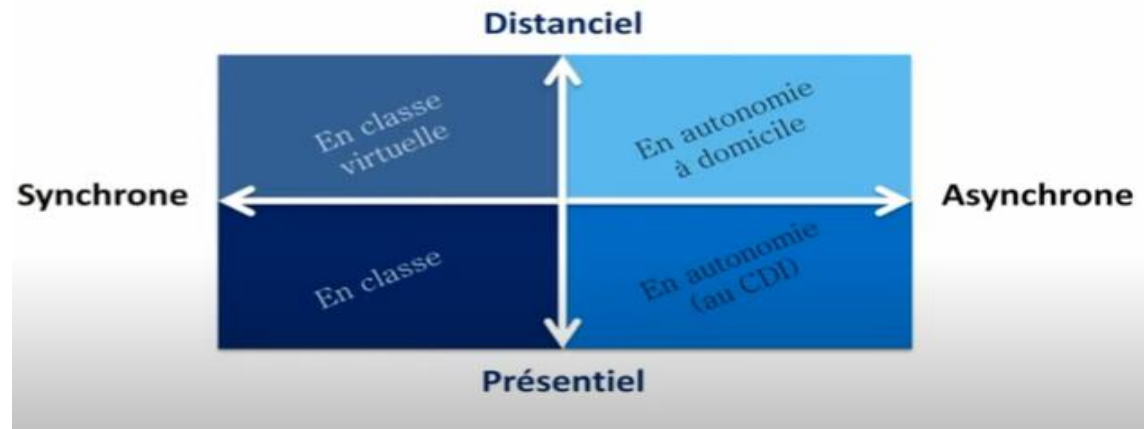 Distanciel
En classe
virtuelle
En autonomie
à domicile
Synchrone
Asynchrone
En classe
En autonomie
(au CDI)
Présentiel